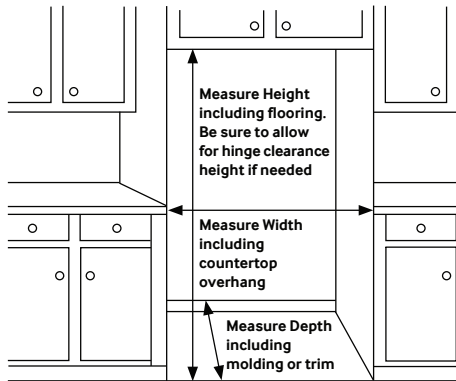 Measure Height
including flooring.
Be sure to allow
for hinge clearance
height if needed
Measure Width
including
countertop
overhang
Measure Depth
including
molding or trim